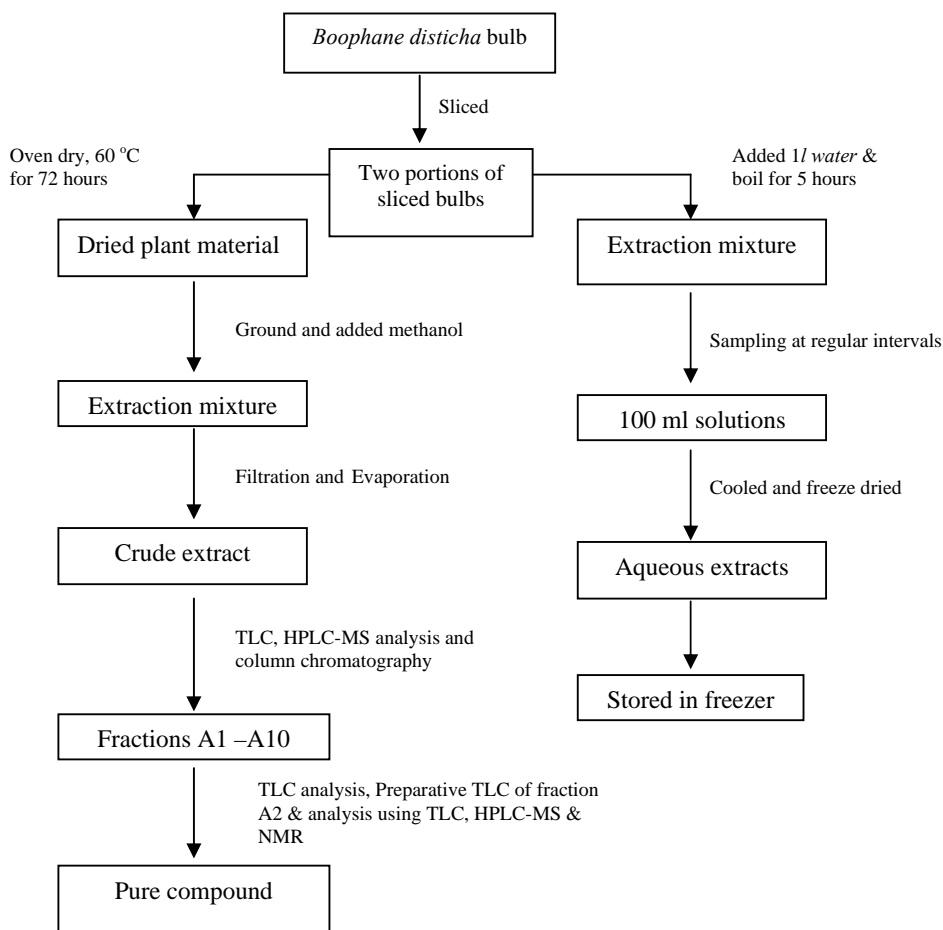 Boophane disticha bulb
Sliced
Oven dry, 60 °C
for 72 hours
Two portions of
sliced bulbs
Added 1l water &
boil for 5 hours
Dried plant material
Extraction mixture
Ground and added methanol
Sampling at regular intervals
Extraction mixture
100 ml solutions
Filtration and Evaporation
Cooled and freeze dried
Crude extract
Aqueous extracts
TLC, HPLC-MS analysis and
column chromatography
Stored in freezer
Fractions A1 –A10
TLC analysis, Preparative TLC of fraction
A2 & analysis using TLC, HPLC-MS &
NMR
Pure compound